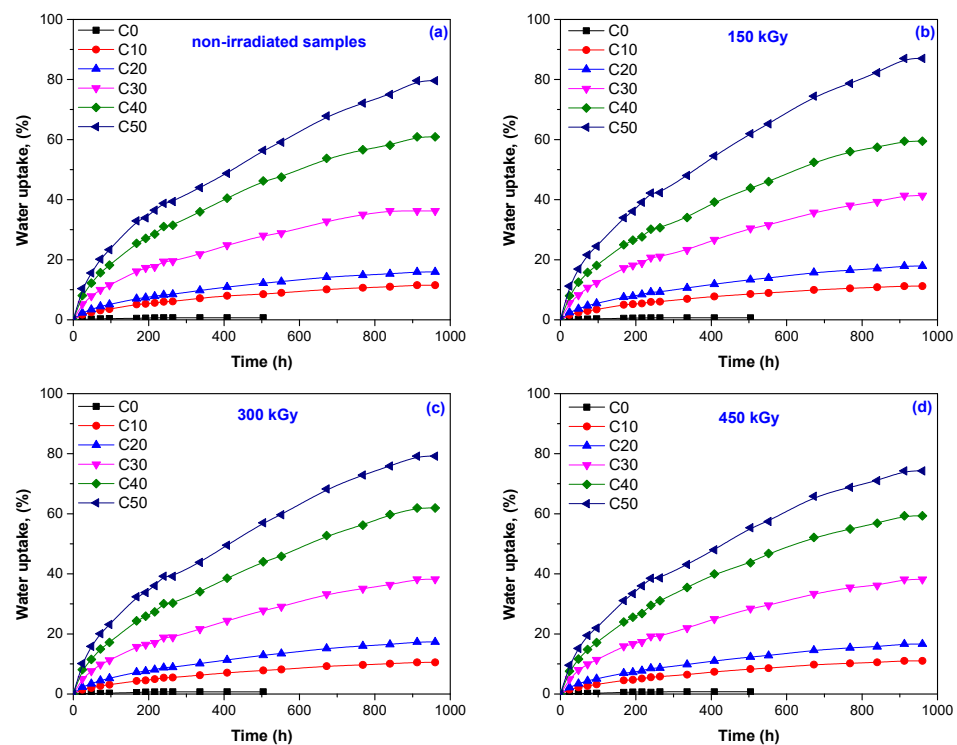 (a)
non-irradiated samples
C0
C10
C20
C30
C40
C50
Water uptake, (%)
100
80
60
40
20
0
0 200 400 600 800 1000
Time (h)
(b)
150 kGy
C0
C10
C20
C30
C40
C50
Water uptake, (%)
100
80
60
40
20
0
0 200 400 600 800 1000
Time (h)
(c)
300 kGy
C0
C10
C20
C30
C40
C50
Water uptake, (%)
100
80
60
40
20
0
0 200 400 600 800 1000
Time (h)
(d)
450 kGy
C0
C10
C20
C30
C40
C50
Water uptake, (%)
100
80
60
40
20
0
0 200 400 600 800 1000
Time (h)